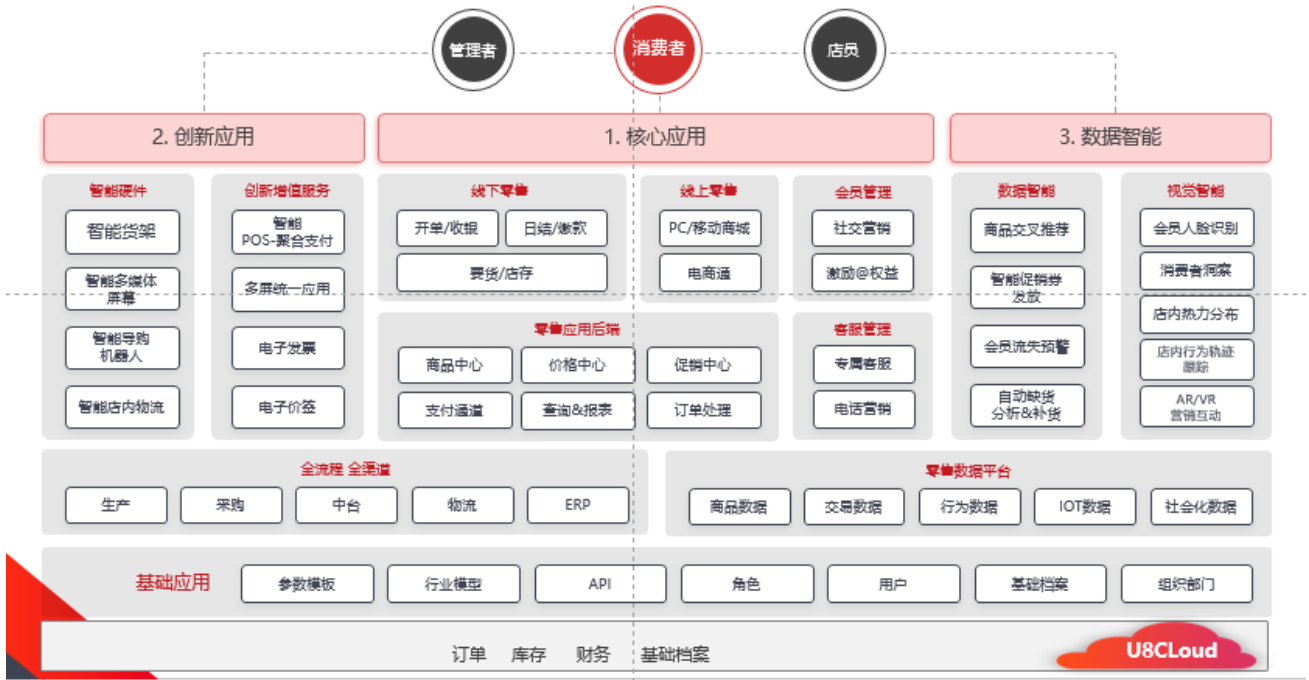 管理者
消费者
店员
2. 创新应用
1. 核心应用
3. 数据智能
智能硬件
智能货架
智能多媒体
屏幕
智能导购
机器人
智能店内物流
创新增值服务
智能
POS-聚合支付
多屏统一应用
电子发票
电子价签
线下零售
开单/收银
日结/缴款
要货/店存
线上零售
PC/移动商城
电商通
会员管理
社交营销
激励@权益
零售应用后端
商品中心
价格中心
促销中心
支付通道
查询&报表
订单处理
客服管理
专属客服
电话营销
数据智能
商品交叉推荐
智能促销券
发放
会员流失预警
自动缺货
分析&补货
视觉智能
会员人脸识别
消费者洞察
店内热力分布
店内行为轨迹
跟踪
AR/VR
营销互动
全流程 全渠道
生产
采购
中台
物流
ERP
零售数据平台
商品数据
交易数据
行为数据
IOT数据
社会化数据
基础应用
参数模板
行业模型
API
角色
用户
基础档案
组织部门
订单 库存 财务 基础档案
U8CLoud